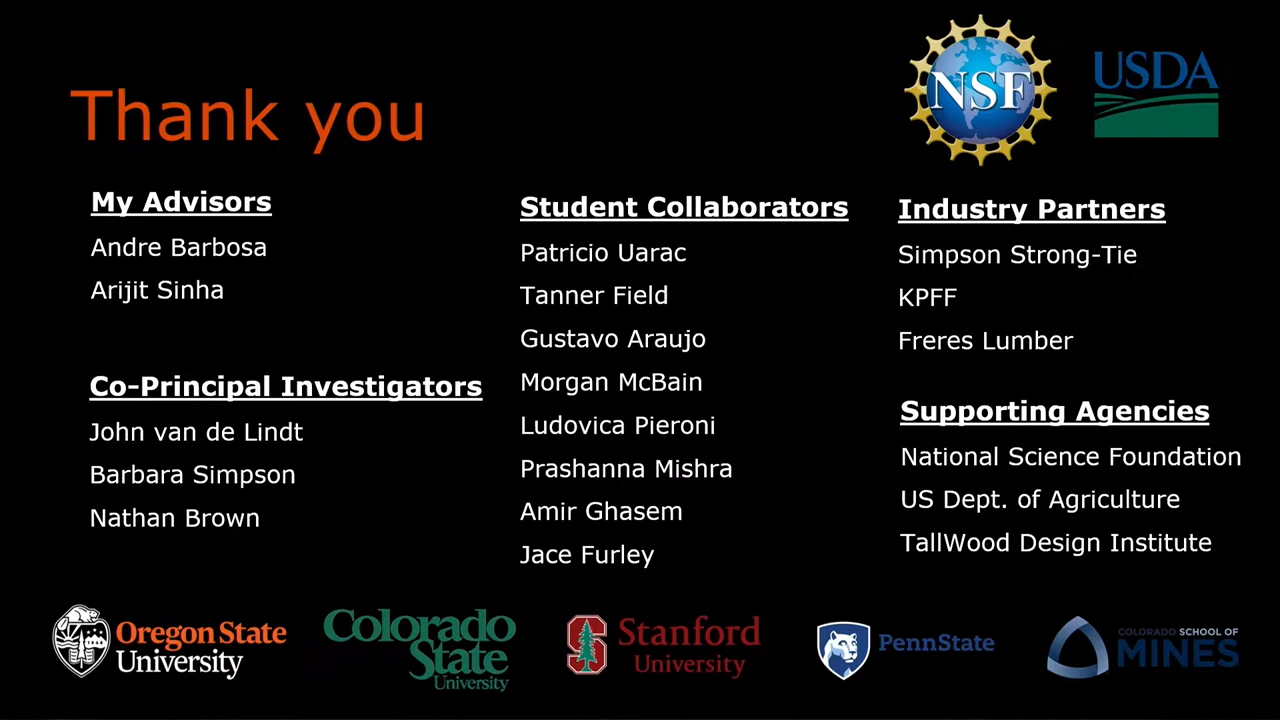 Thank you
NSF
USDA
My Advisors
Andre Barbosa
Arijit Sinha
Co-Principal Investigators
John van de Lindt
Barbara Simpson
Nathan Brown
Student Collaborators
Patricio Uarac
Tanner Field
Gustavo Araujo
Morgan McBain
Ludovica Pieroni
Prashanna Mishra
Amir Ghasem
Jace Furley
Industry Partners
Simpson Strong-Tie
KPFF
Freres Lumber
Supporting Agencies
National Science Foundation
US Dept. of Agriculture
TallWood Design Institute
Oregon State
University
Colorado
State
University
Stanford
University
PennState
COLORADO SCHOOL OF
MINES